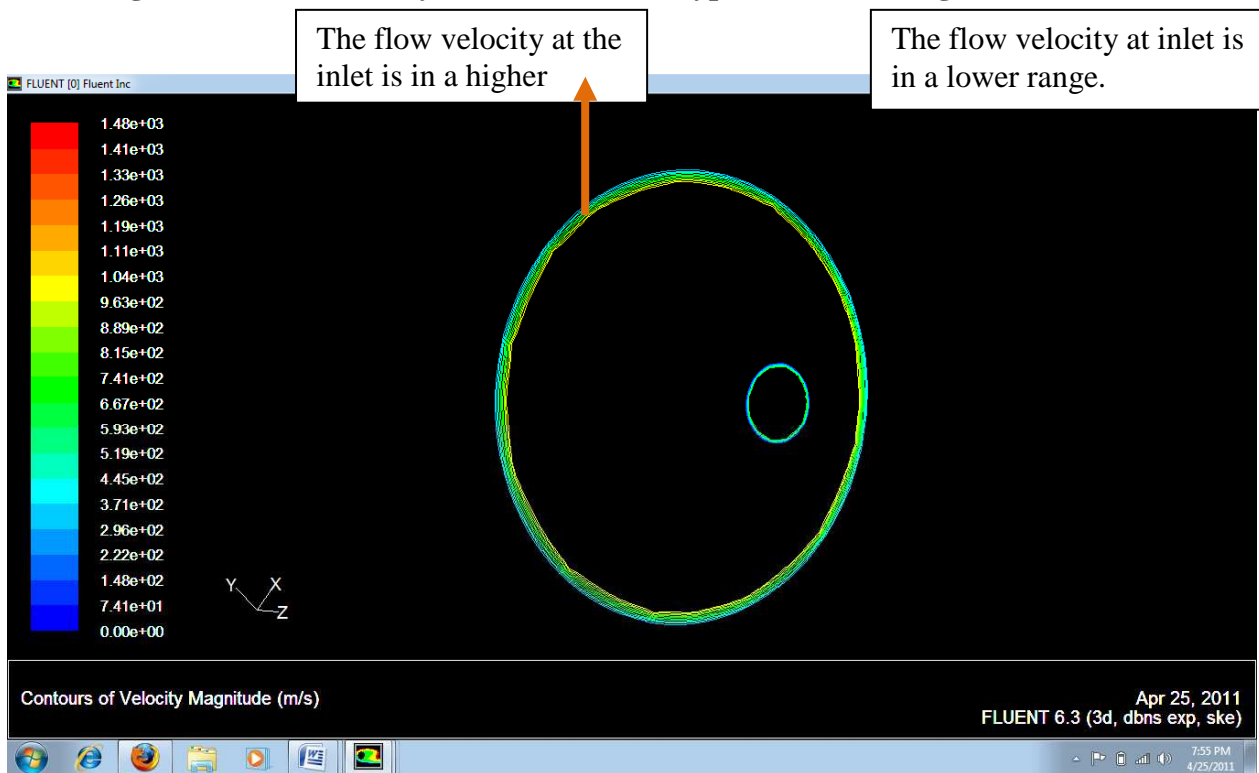 The flow velocity at the
inlet is in a higher
The flow velocity at inlet is
in a lower range.
FLUENT [0] Fluent Inc
1.48e+03
1.41e+03
1.33e+03
1.26e+03
1.19e+03
1.11e+03
1.04e+03
9.63e+02
8.89e+02
8.15e+02
7.41e+02
6.67e+02
5.93e+02
5.19e+02
4.45e+02
3.71e+02
2.96e+02
2.22e+02
1.48e+02
7.41e+01
0.00e+00
Y X
Z
Contours of Velocity Magnitude (m/s)
Apr 25, 2011
FLUENT 6.3 (3d, dbns exp, ske)
7:55 PM
4/25/2011